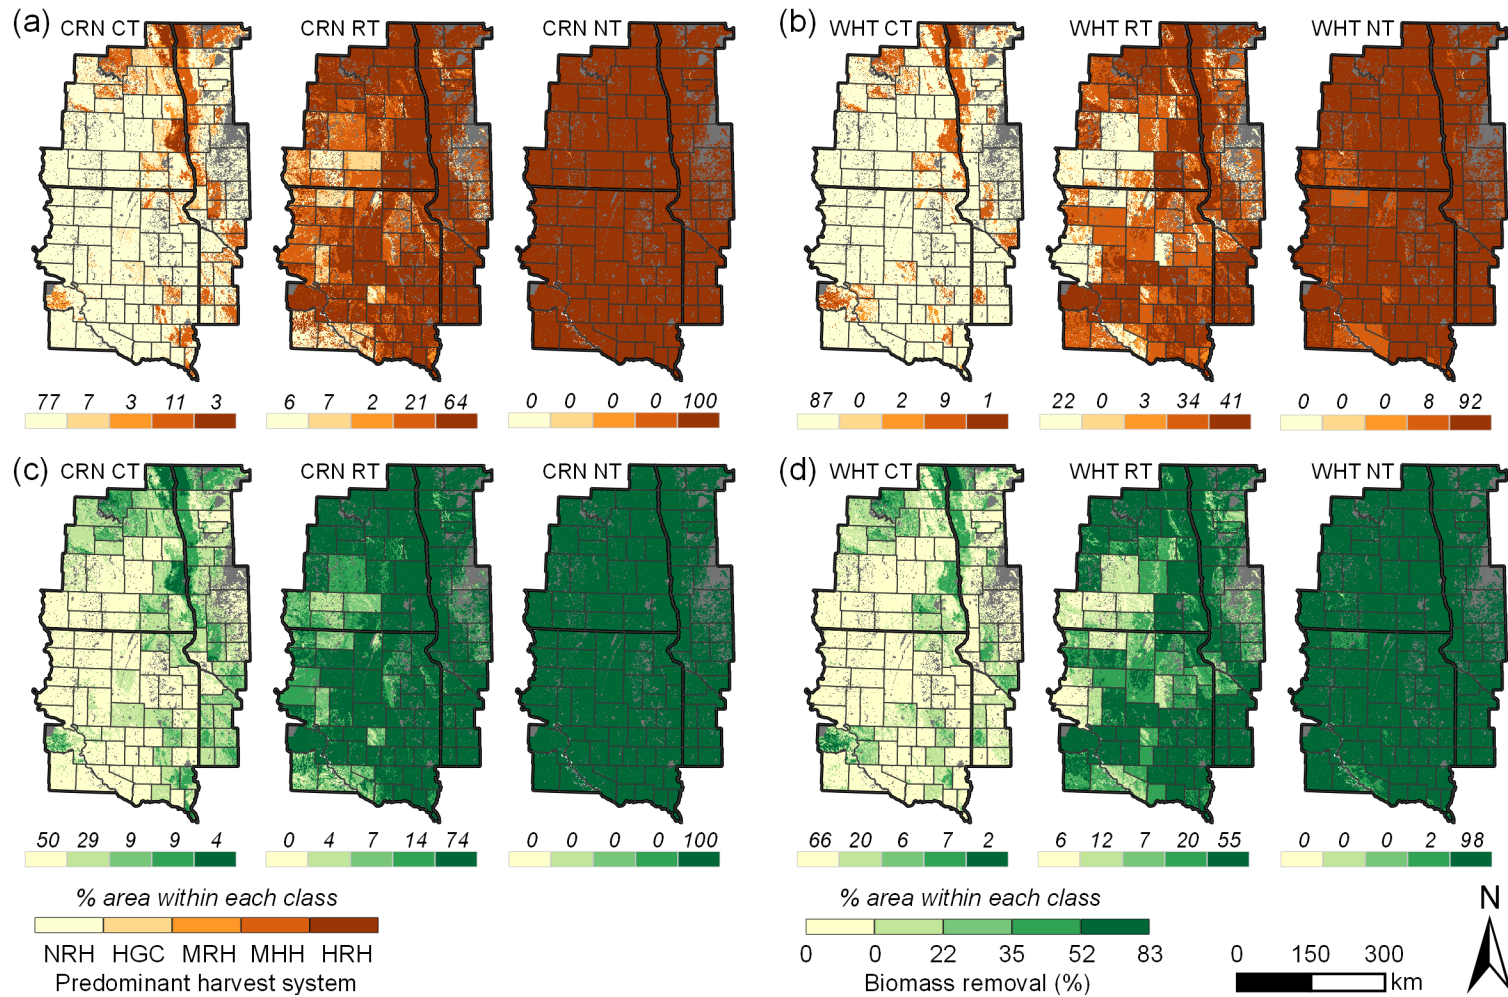 (a) CRN CT CRN RT CRN NT
77 7 3 11 3
6 7 2 21 64
0 0 0 0 100
(b) WHT CT WHT RT WHT NT
87 0 2 9 1
22 0 3 34 41
0 0 0 8 92
(c) CRN CT CRN RT CRN NT
50 29 9 9 4
0 4 7 14 74
0 0 0 0 100
(d) WHT CT WHT RT WHT NT
66 20 6 7 2
6 12 7 20 55
0 0 0 2 98
% area within each class
NRH HGC MRH MHH HRH
Predominant harvest system
% area within each class
0 0 22 35 52 83
Biomass removal (%)
N
0 150 300
km